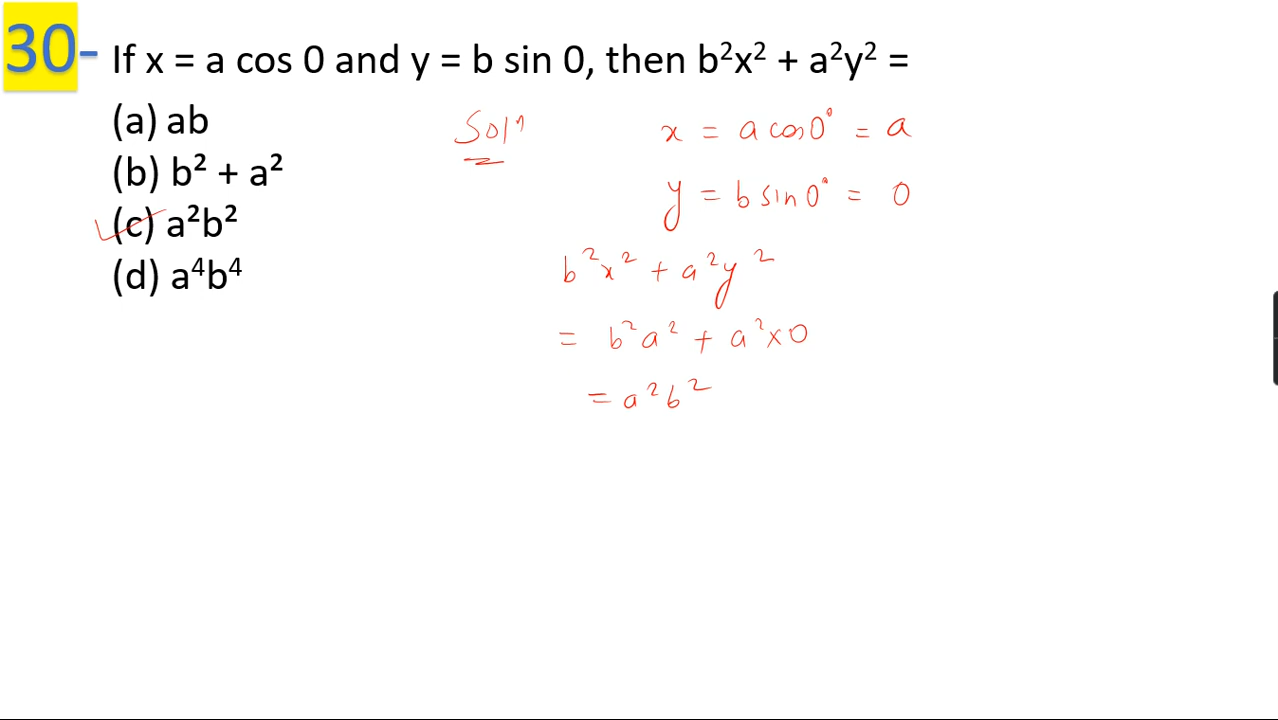 30- If x = a cos 0 and y = b sin 0, then b²x² + a²y² =
(a) ab
(b) b² + a²
(c) a²b²
(d) a⁴b⁴
Solⁿ
x = a cos 0° = a
y = b sin 0° = 0
b²x² + a²y²
= b²a² + a²×0
= a²b²